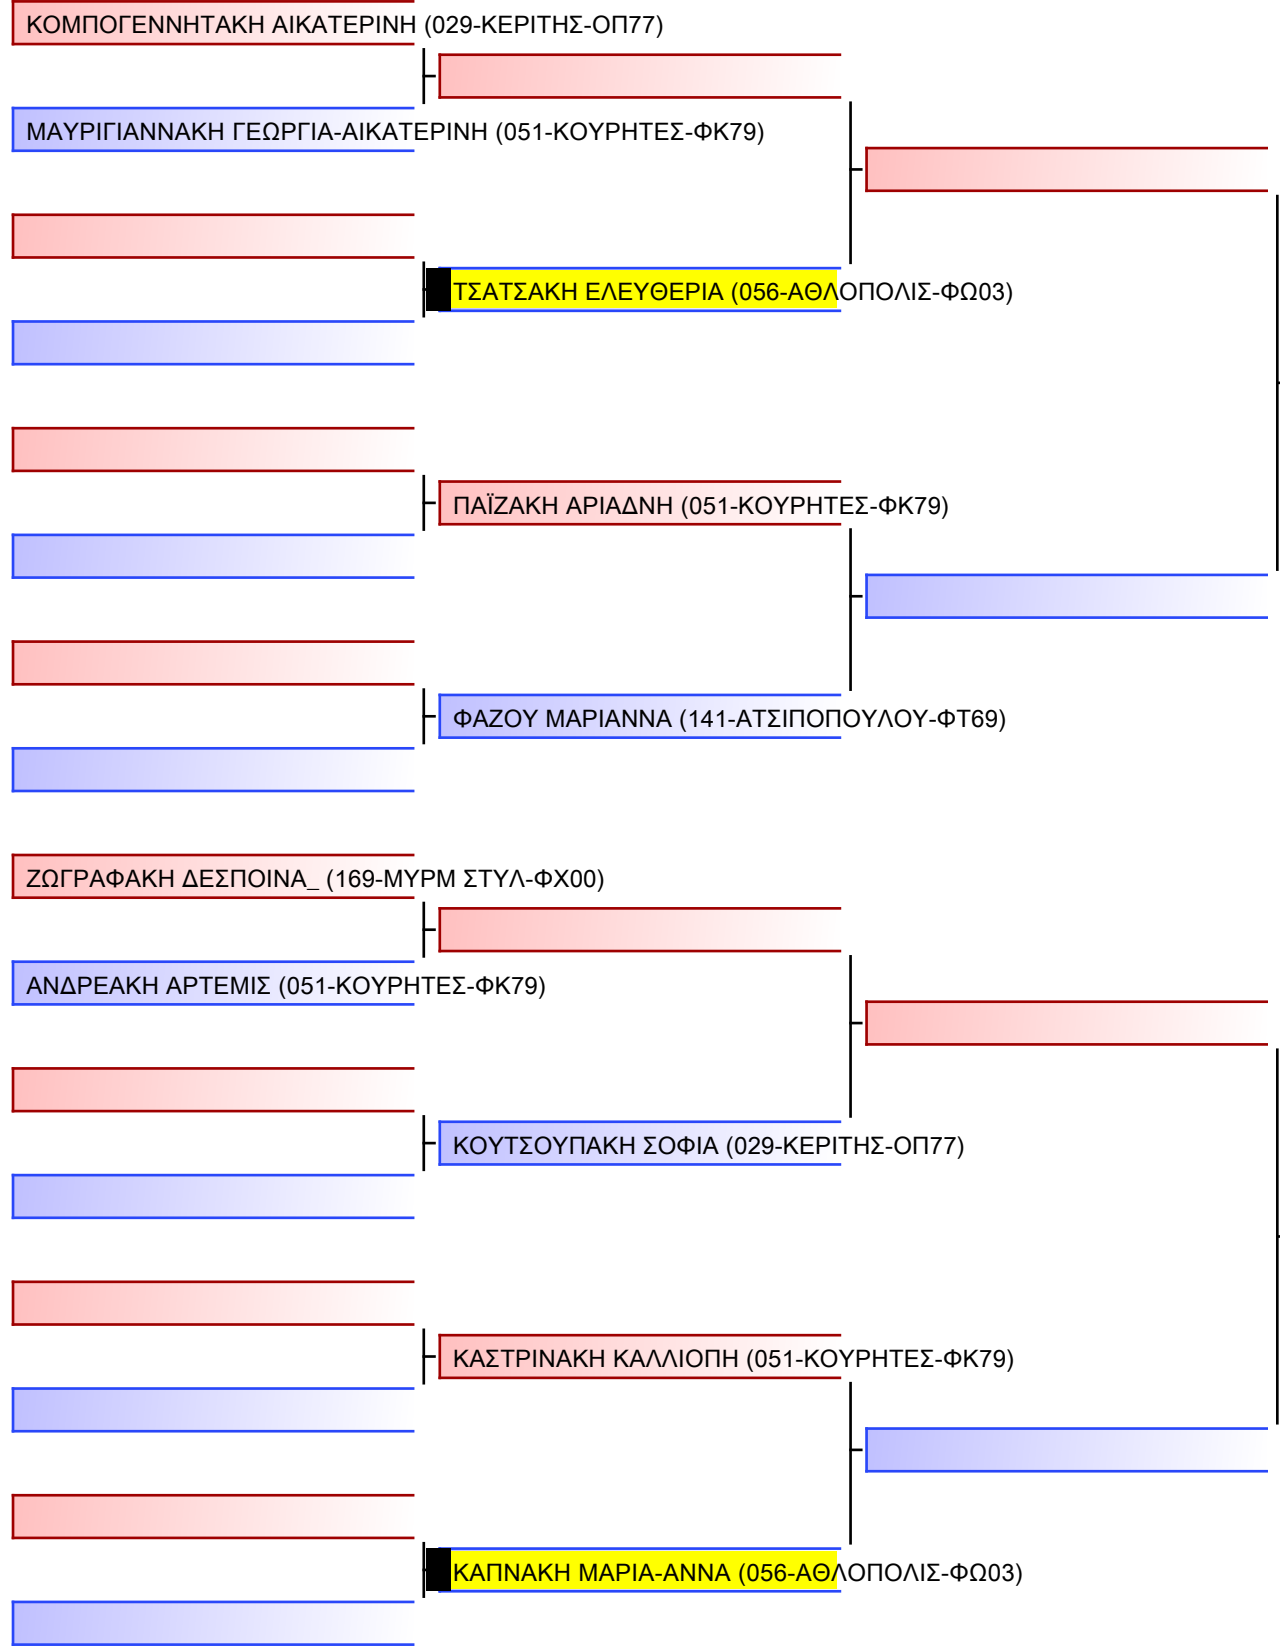 ΚΟΜΠΟΓΕΝΝΗΤΑΚΗ ΑΙΚΑΤΕΡΙΝΗ (029-ΚΕΡΙΤΗΣ-ΟΠ77)
ΜΑΥΡΙΓΙΑΝΝΑΚΗ ΓΕΩΡΓΙΑ-ΑΙΚΑΤΕΡΙΝΗ (051-ΚΟΥΡΗΤΕΣ-ΦΚ79)
ΤΣΑΤΣΑΚΗ ΕΛΕΥΘΕΡΙΑ (056-ΑΘΛΟΠΟΛΙΣ-ΦΩ03)
ΠΑΪΖΑΚΗ ΑΡΙΑΔΝΗ (051-ΚΟΥΡΗΤΕΣ-ΦΚ79)
ΦΑΖΟΥ ΜΑΡΙΑΝΝΑ (141-ΑΤΣΙΠΟΠΟΥΛΟΥ-ΦΤ69)
ΖΩΓΡΑΦΑΚΗ ΔΕΣΠΟΙΝΑ_ (169-ΜΥΡΜ ΣΤΥΛ-ΦΧ00)
ΑΝΔΡΕΑΚΗ ΑΡΤΕΜΙΣ (051-ΚΟΥΡΗΤΕΣ-ΦΚ79)
ΚΟΥΤΣΟΥΠΑΚΗ ΣΟΦΙΑ (029-ΚΕΡΙΤΗΣ-ΟΠ77)
ΚΑΣΤΡΙΝΑΚΗ ΚΑΛΛΙΟΠΗ (051-ΚΟΥΡΗΤΕΣ-ΦΚ79)
ΚΑΠΝΑΚΗ ΜΑΡΙΑ-ΑΝΝΑ (056-ΑΘΛΟΠΟΛΙΣ-ΦΩ03)